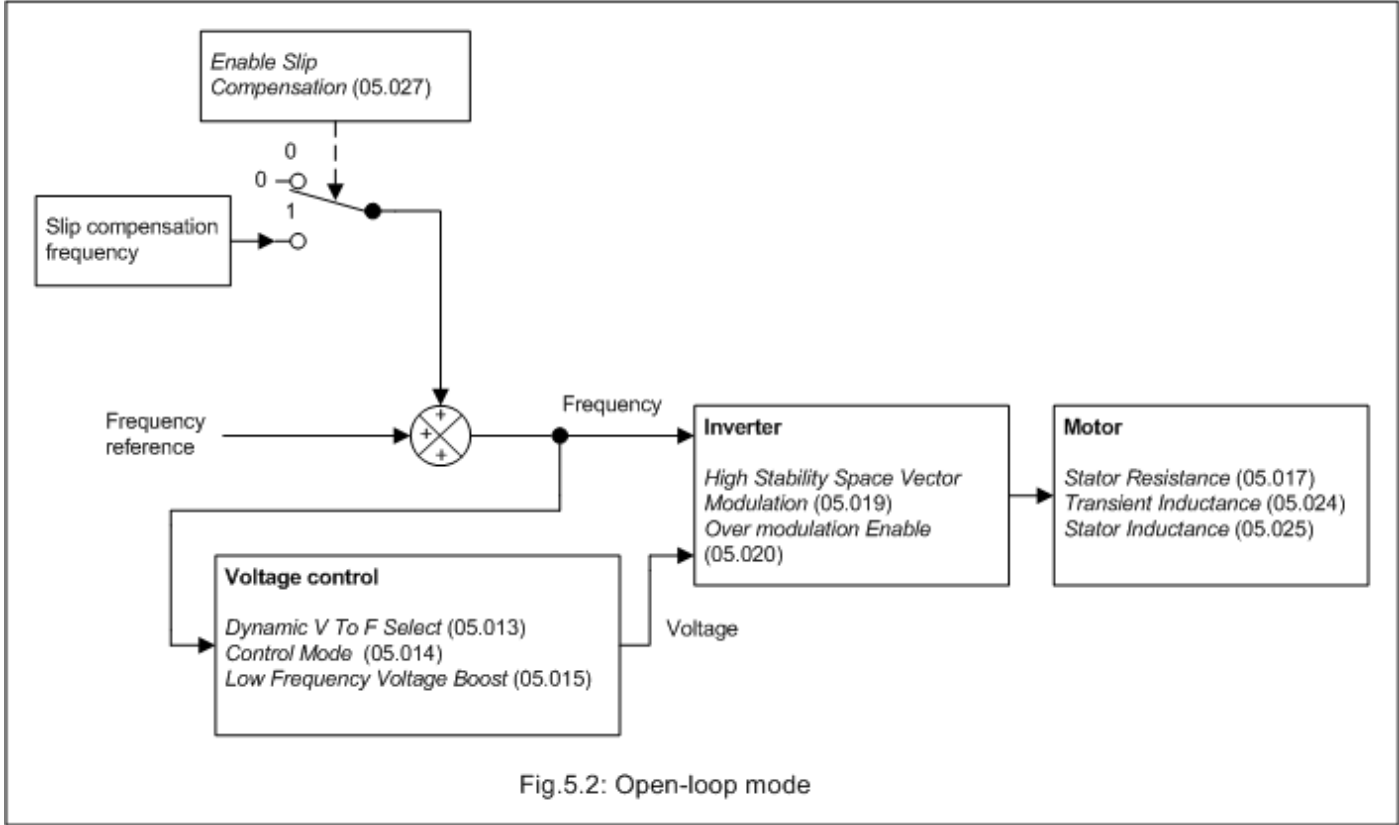 Enable Slip
Compensation (05.027)
0
0
1
Slip compensation
frequency
Frequency
reference
+
+
+
Frequency
Inverter
High Stability Space Vector
Modulation (05.019)
Over modulation Enable
(05.020)
Motor
Stator Resistance (05.017)
Transient Inductance (05.024)
Stator Inductance (05.025)
Voltage control
Dynamic V To F Select (05.013)
Control Mode (05.014)
Low Frequency Voltage Boost (05.015)
Voltage
Fig.5.2: Open-loop mode